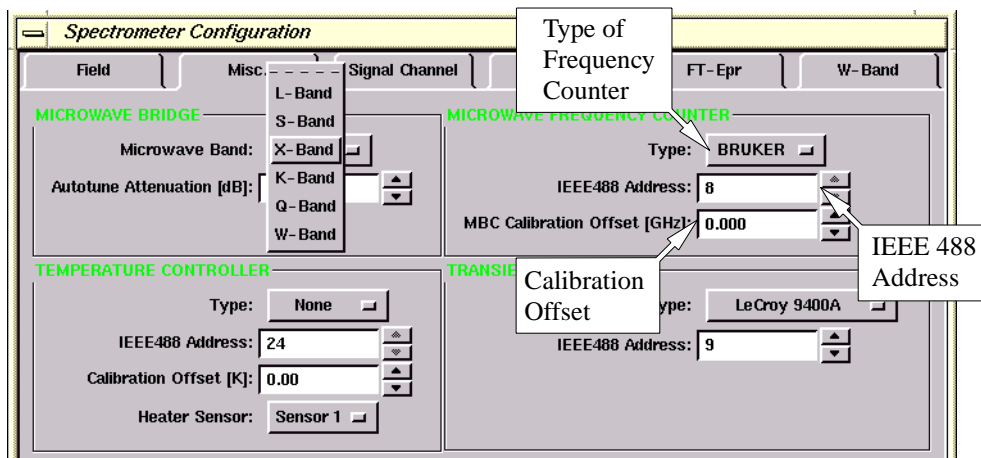 Spectrometer Configuration
Type of
Frequency
Counter
Field
Misc.
Signal Channel
FT-Epr
W-Band
L-Band
S-Band
X-Band
K-Band
Q-Band
W-Band
MICROWAVE BRIDGE
Microwave Band:
Autotune Attenuation [dB]:
MICROWAVE FREQUENCY COUNTER
Type: BRUKER
IEEE488 Address: 8
MBC Calibration Offset [GHz]: 0.000
IEEE 488
Address
Calibration
Offset
TEMPERATURE CONTROLLER
Type: None
IEEE488 Address: 24
Calibration Offset [K]: 0.00
Heater Sensor: Sensor 1
LeCroy 9400A
IEEE488 Address: 9